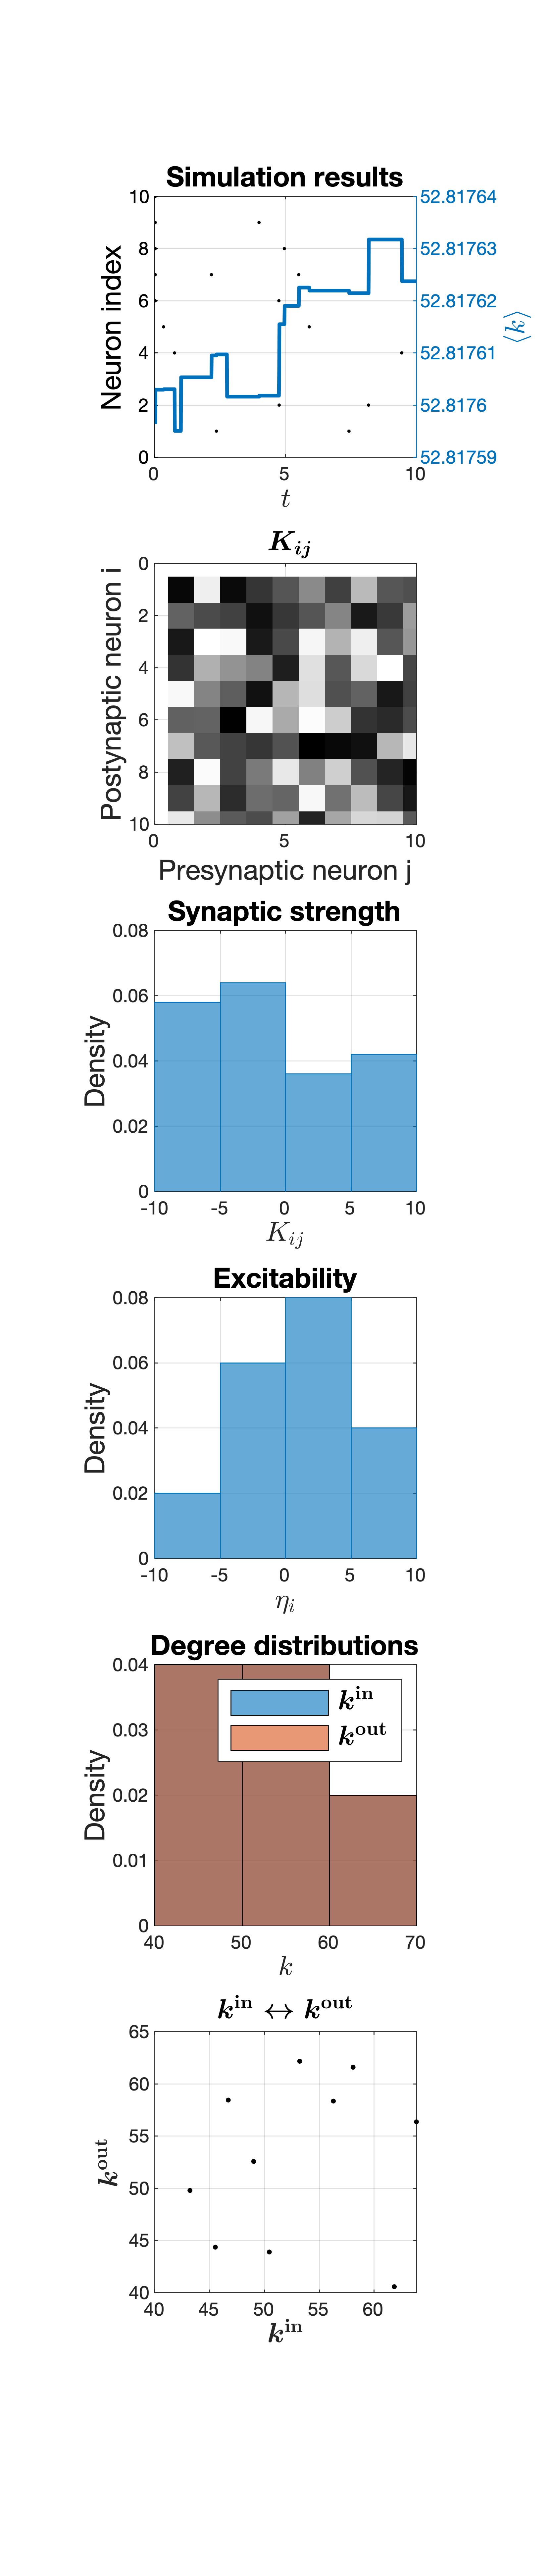 Simulation results
10
8
6
4
2
0
Neuron index
52.81764
52.81763
52.81762
52.81761
52.8176
52.81759
⟨k⟩
0 5 10
t
K_{ij}
0
2
4
6
8
10
Postynaptic neuron i
0 5 10
Presynaptic neuron j
Synaptic strength
0.08
0.06
0.04
0.02
0
Density
-10 -5 0 5 10
K_{ij}
Excitability
0.08
0.06
0.04
0.02
0
Density
-10 -5 0 5 10
η_i
Degree distributions
0.04
0.03
0.02
0.01
0
Density
k^{in}
k^{out}
40 50 60 70
k
k^{in} ↔ k^{out}
65
60
55
50
45
40
k^{out}
40 45 50 55 60
k^{in}